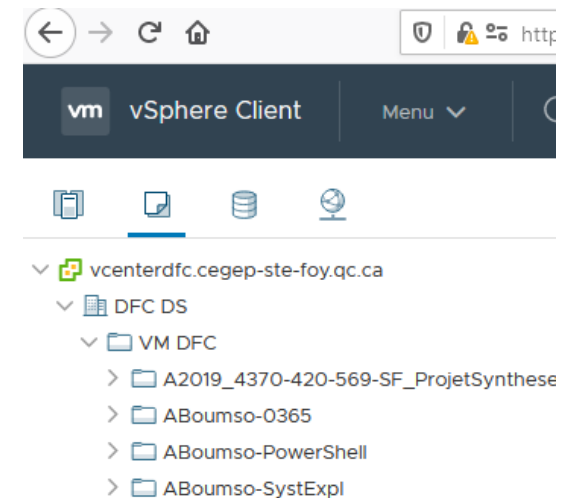 http
vm vSphere Client Menu
vcenterdfc.cegep-ste-foy.qc.ca
DFC DS
VM DFC
A2019_4370-420-569-SF_ProjetSynthese
ABoumso-0365
ABoumso-PowerShell
ABoumso-SystExpl